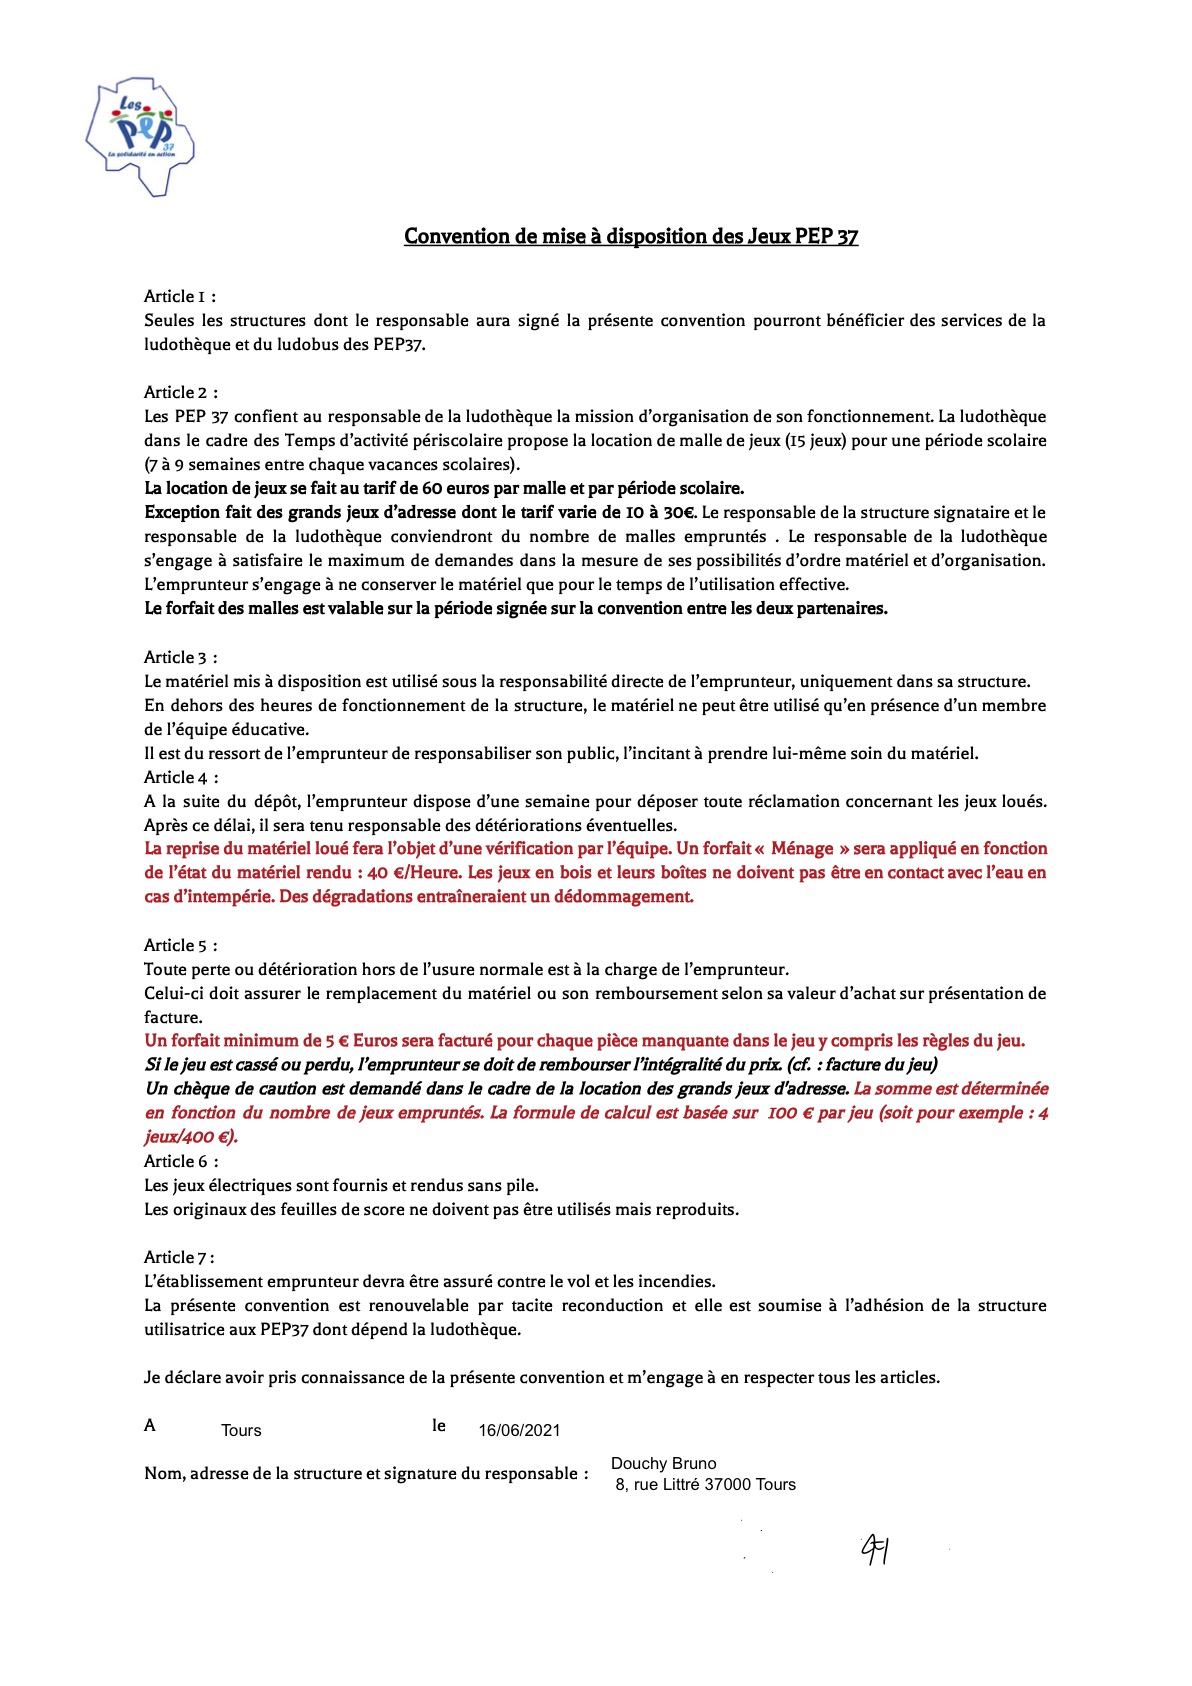 Les
PEP
37
La solidarité en action
Convention de mise à disposition des Jeux PEP 37
Article 1 :
Seules les structures dont le responsable aura signé la présente convention pourront bénéficier des services de la
ludothèque et du ludobus des PEP37.
Article 2 :
Les PEP 37 confient au responsable de la ludothèque la mission d’organisation de son fonctionnement. La ludothèque
dans le cadre des Temps d’activité périscolaire propose la location de malle de jeux (15 jeux) pour une période scolaire
(7 à 9 semaines entre chaque vacances scolaires).
La location de jeux se fait au tarif de 60 euros par malle et par période scolaire.
Exception fait des grands jeux d’adresse dont le tarif varie de 10 à 30€. Le responsable de la structure signataire et le
responsable de la ludothèque conviendront du nombre de malles empruntés . Le responsable de la ludothèque
s’engage à satisfaire le maximum de demandes dans la mesure de ses possibilités d’ordre matériel et d’organisation.
L’emprunteur s’engage à ne conserver le matériel que pour le temps de l’utilisation effective.
Le forfait des malles est valable sur la période signée sur la convention entre les deux partenaires.
Article 3 :
Le matériel mis à disposition est utilisé sous la responsabilité directe de l’emprunteur, uniquement dans sa structure.
En dehors des heures de fonctionnement de la structure, le matériel ne peut être utilisé qu’en présence d’un membre
de l’équipe éducative.
Il est du ressort de l’emprunteur de responsabiliser son public, l’incitant à prendre lui-même soin du matériel.
Article 4 :
A la suite du dépôt, l’emprunteur dispose d’une semaine pour déposer toute réclamation concernant les jeux loués.
Après ce délai, il sera tenu responsable des détériorations éventuelles.
La reprise du matériel loué fera l’objet d’une vérification par l’équipe. Un forfait « Ménage » sera appliqué en fonction
de l’état du matériel rendu : 40 €/Heure. Les jeux en bois et leurs boîtes ne doivent pas être en contact avec l’eau en
cas d’intempérie. Des dégradations entraîneraient un dédommagement.
Article 5 :
Toute perte ou détérioration hors de l’usure normale est à la charge de l’emprunteur.
Celui-ci doit assurer le remplacement du matériel ou son remboursement selon sa valeur d’achat sur présentation de
facture.
Un forfait minimum de 5 € Euros sera facturé pour chaque pièce manquante dans le jeu y compris les règles du jeu.
Si le jeu est cassé ou perdu, l’emprunteur se doit de rembourser l’intégralité du prix. (cf. : facture du jeu)
Un chèque de caution est demandé dans le cadre de la location des grands jeux d'adresse. La somme est déterminée
en fonction du nombre de jeux empruntés. La formule de calcul est basée sur 100 € par jeu (soit pour exemple : 4
jeux/400 €).
Article 6 :
Les jeux électriques sont fournis et rendus sans pile.
Les originaux des feuilles de score ne doivent pas être utilisés mais reproduits.
Article 7 :
L’établissement emprunteur devra être assuré contre le vol et les incendies.
La présente convention est renouvelable par tacite reconduction et elle est soumise à l’adhésion de la structure
utilisatrice aux PEP37 dont dépend la ludothèque.
Je déclare avoir pris connaissance de la présente convention et m’engage à en respecter tous les articles.
A Tours le 16/06/2021
Nom, adresse de la structure et signature du responsable : Douchy Bruno
8, rue Littré 37000 Tours